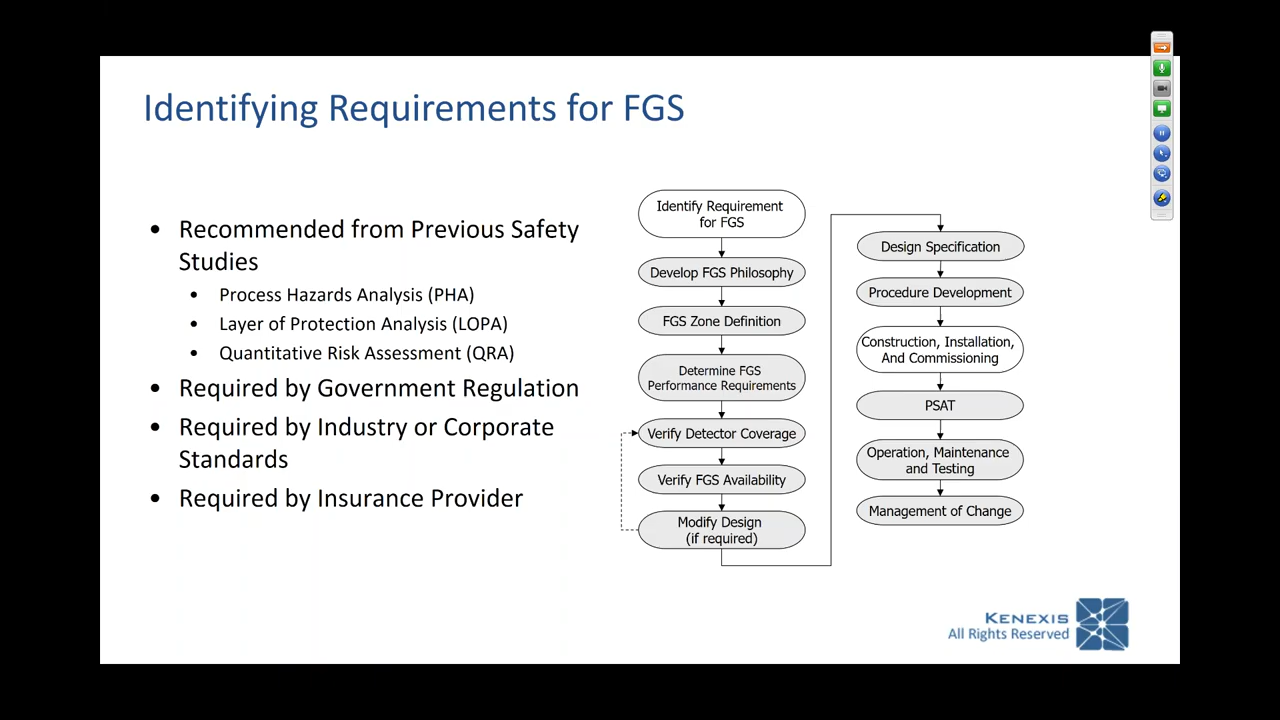 Identifying Requirements for FGS
• Recommended from Previous Safety
Studies
• Process Hazards Analysis (PHA)
• Layer of Protection Analysis (LOPA)
• Quantitative Risk Assessment (QRA)
• Required by Government Regulation
• Required by Industry or Corporate
Standards
• Required by Insurance Provider
Identify Requirement
for FGS
Develop FGS Philosophy
FGS Zone Definition
Determine FGS
Performance Requirements
Verify Detector Coverage
Verify FGS Availability
Modify Design
(if required)
Design Specification
Procedure Development
Construction, Installation,
And Commissioning
PSAT
Operation, Maintenance
and Testing
Management of Change
KENEXIS
All Rights Reserved